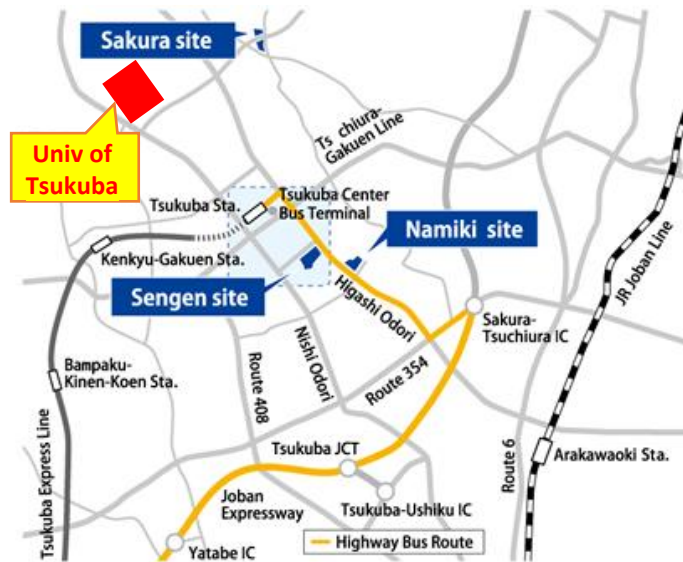 Sakura site
Univ of
Tsukuba
Ts chiura-
Gakuen Line
Tsukuba Sta.
Tsukuba Center
Bus Terminal
Namiki site
Kenkyu-Gakuen Sta.
Sengen site
Higashi Odori
JR Joban Line
Sakura-
Tsuchiura IC
Nishi Odori
Bampaku-
Kinen-Koen Sta.
Route 408
Route 354
Tsukuba Express Line
Tsukuba JCT
Route 6
Arakawaoki Sta.
Joban
Expressway
Tsukuba-Ushiku IC
Yatabe IC
Highway Bus Route